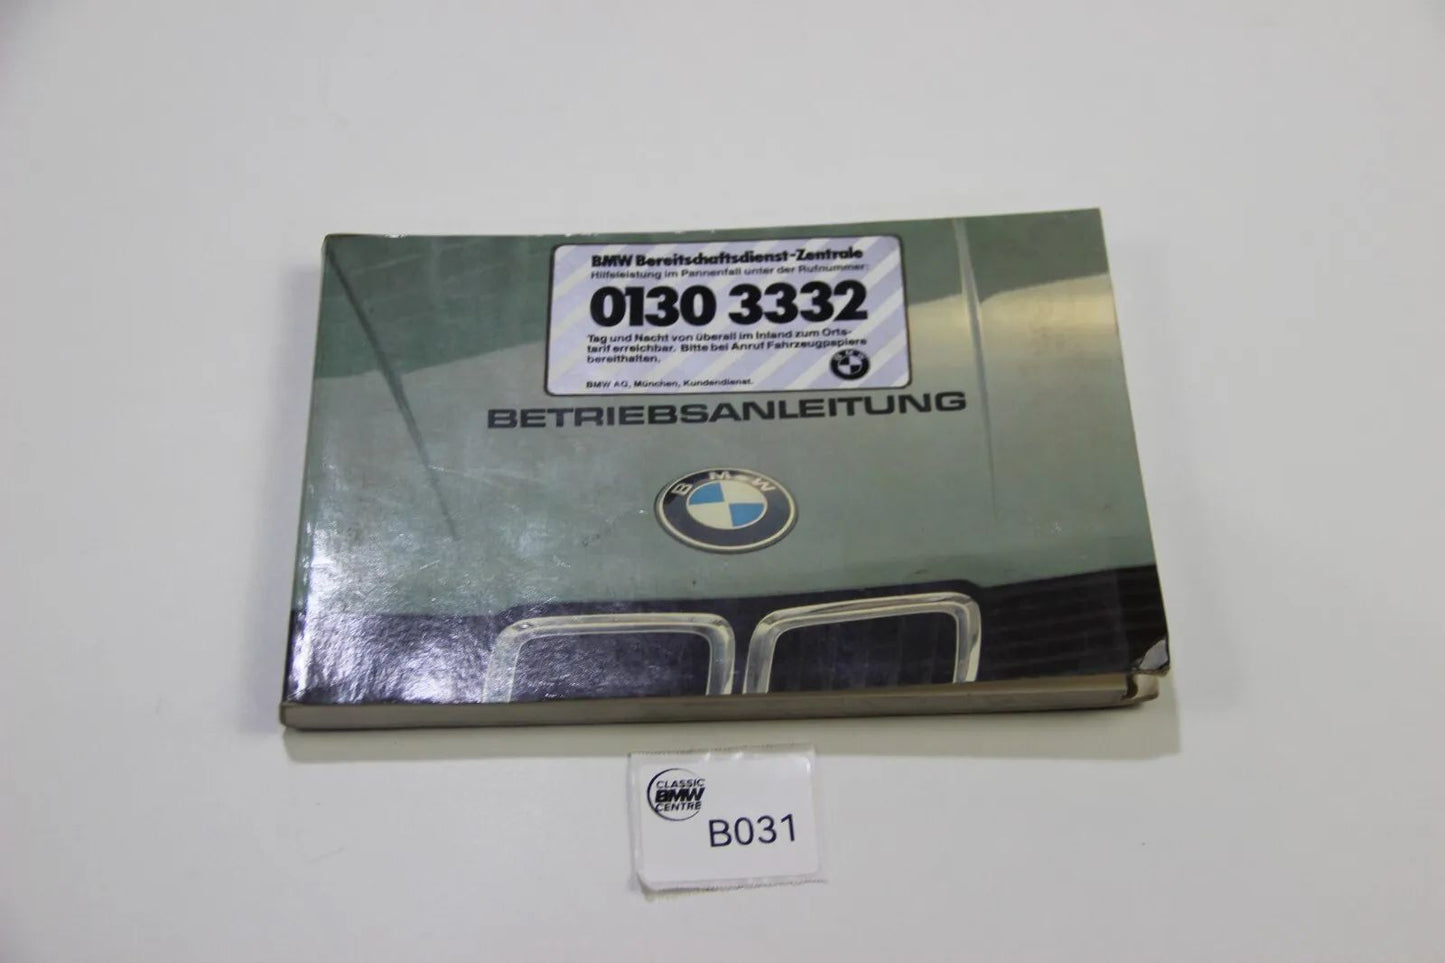 BMW Bereitschaftsdienst-Zentrale
Hilfeleistung im Pannenfall unter der Rufnummer:
0130 3332
Tag und Nacht von überall im Inland zum Orts-
tarif erreichbar. Bitte bei Anruf Fahrzeugpapiere
bereithalten.
BMW
BMW AG, München, Kundendienst.
BETRIEBSANLEITUNG
BMW
CLASSIC
BMW
CENTRE
B031